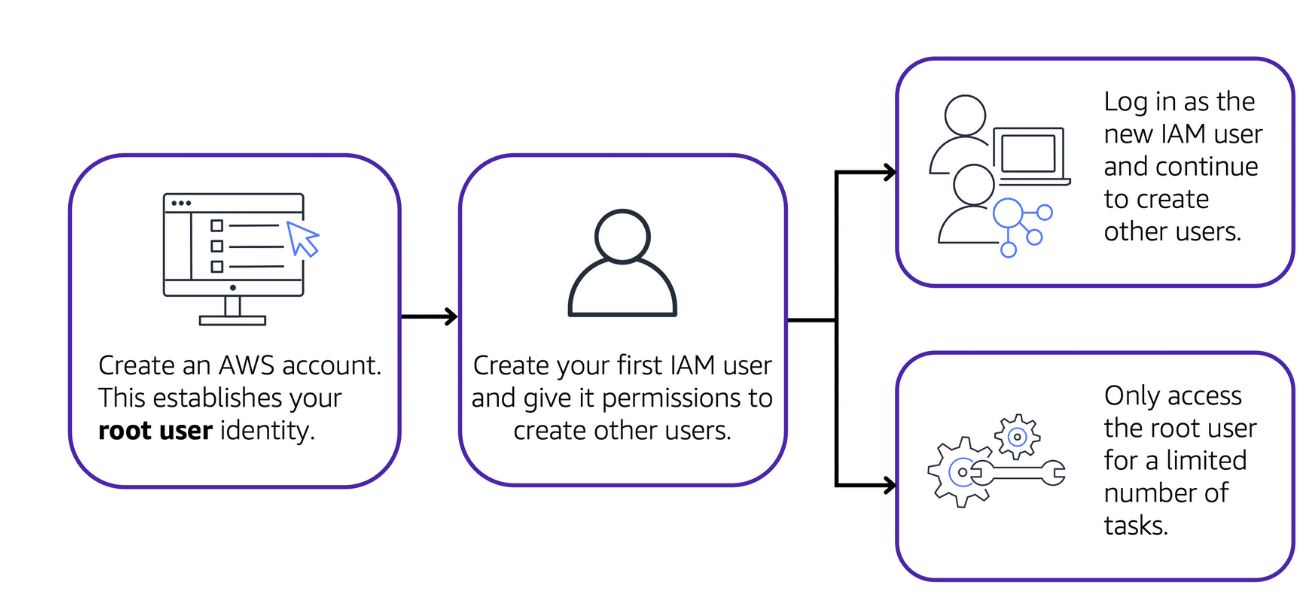 Create an AWS account.
This establishes your
root user identity.
Create your first IAM user
and give it permissions to
create other users.
Log in as the
new IAM user
and continue
to create
other users.
Only access
the root user
for a limited
number of
tasks.